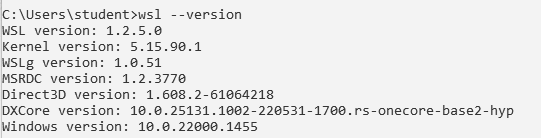 C:\Users\student>wsl --version
WSL version: 1.2.5.0
Kernel version: 5.15.90.1
WSLg version: 1.0.51
MSRDC version: 1.2.3770
Direct3D version: 1.608.2-61064218
DXCore version: 10.0.25131.1002-220531-1700.rs-onecore-base2-hyp
Windows version: 10.0.22000.1455